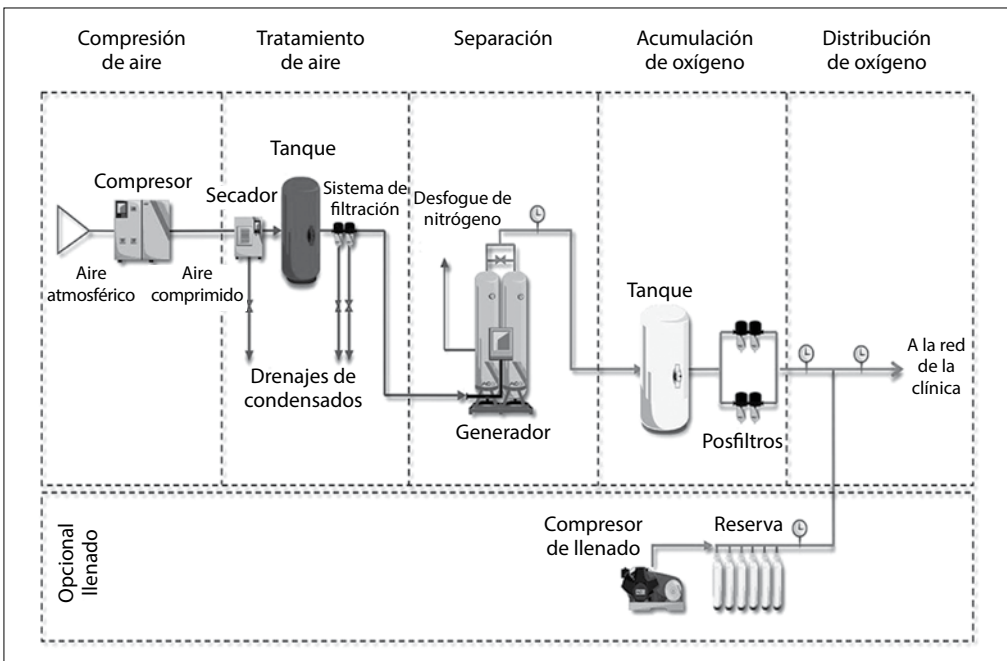 Compresión
de aire
Tratamiento
de aire
Separación
Acumulación
de oxígeno
Distribución
de oxígeno
Compresor
Aire
atmosférico
Aire
comprimido
Secador
Tanque
Sistema de
filtración
Drenajes de
condensados
Desfogue de
nitrógeno
Generador
Tanque
Posfiltros
A la red
de la
clínica
Opcional
llenado
Compresor
de llenado
Reserva